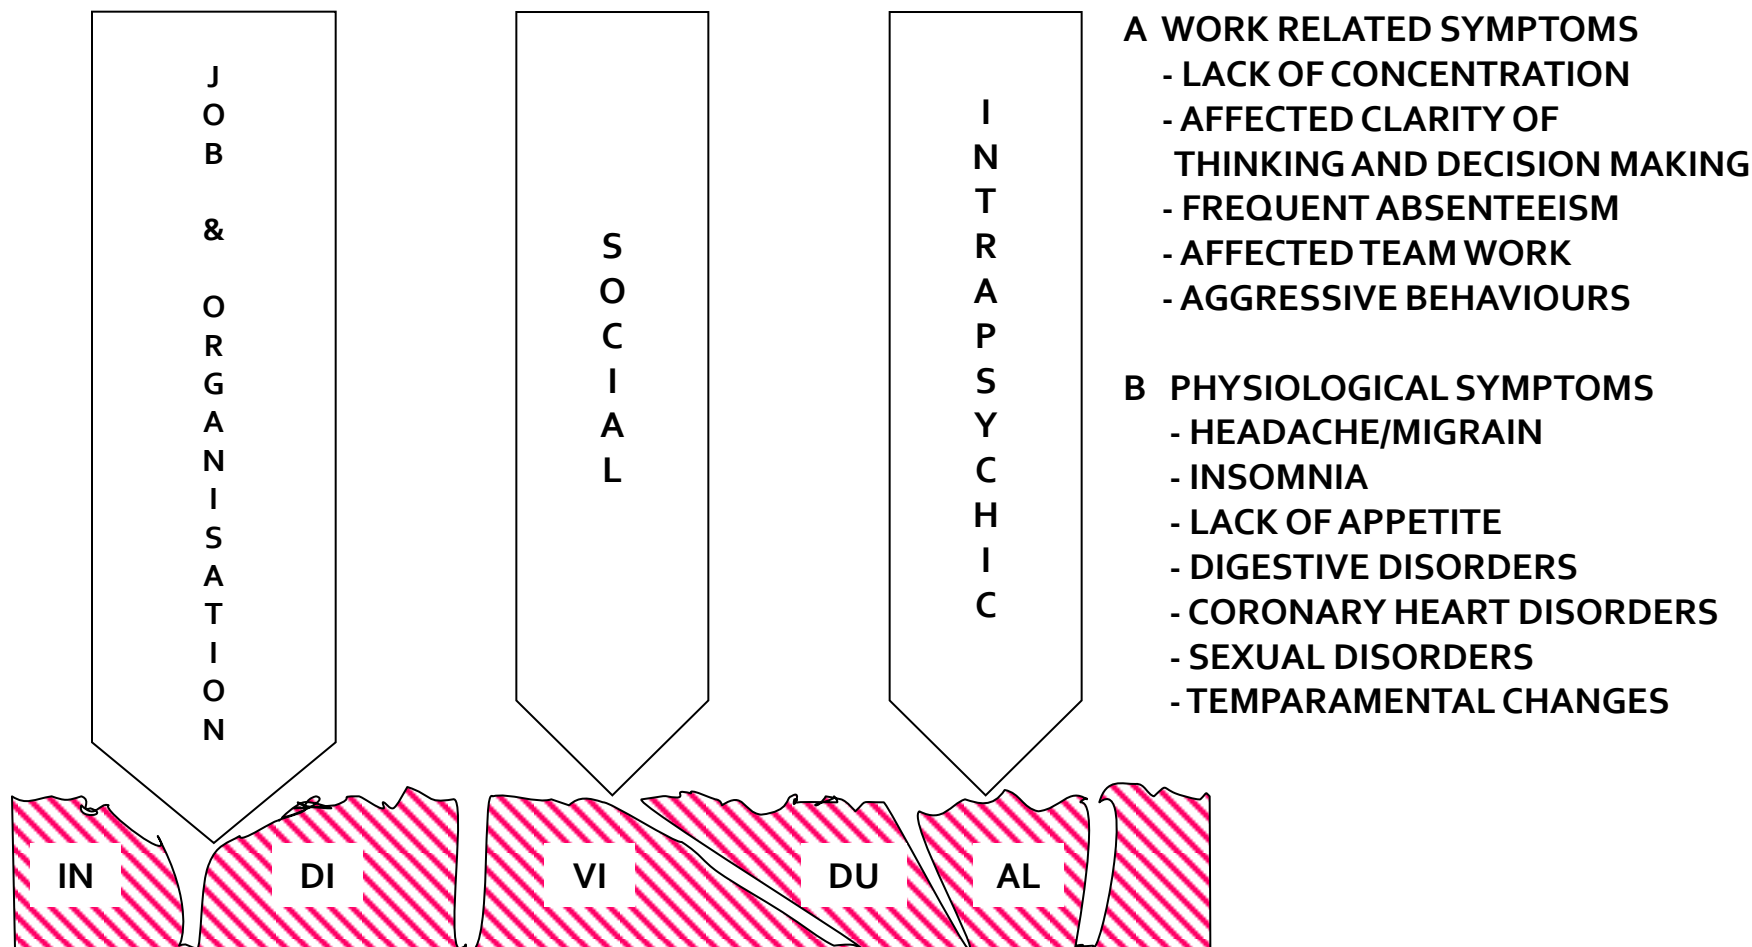 JOB & ORGANISATION
SOCIAL
INTRAPSYCHIC
A WORK RELATED SYMPTOMS
- LACK OF CONCENTRATION
- AFFECTED CLARITY OF
THINKING AND DECISION MAKING
- FREQUENT ABSENTEEISM
- AFFECTED TEAM WORK
- AGGRESSIVE BEHAVIOURS
B PHYSIOLOGICAL SYMPTOMS
- HEADACHE/MIGRAIN
- INSOMNIA
- LACK OF APPETITE
- DIGESTIVE DISORDERS
- CORONARY HEART DISORDERS
- SEXUAL DISORDERS
- TEMPARAMENTAL CHANGES
IN DI VI DU AL